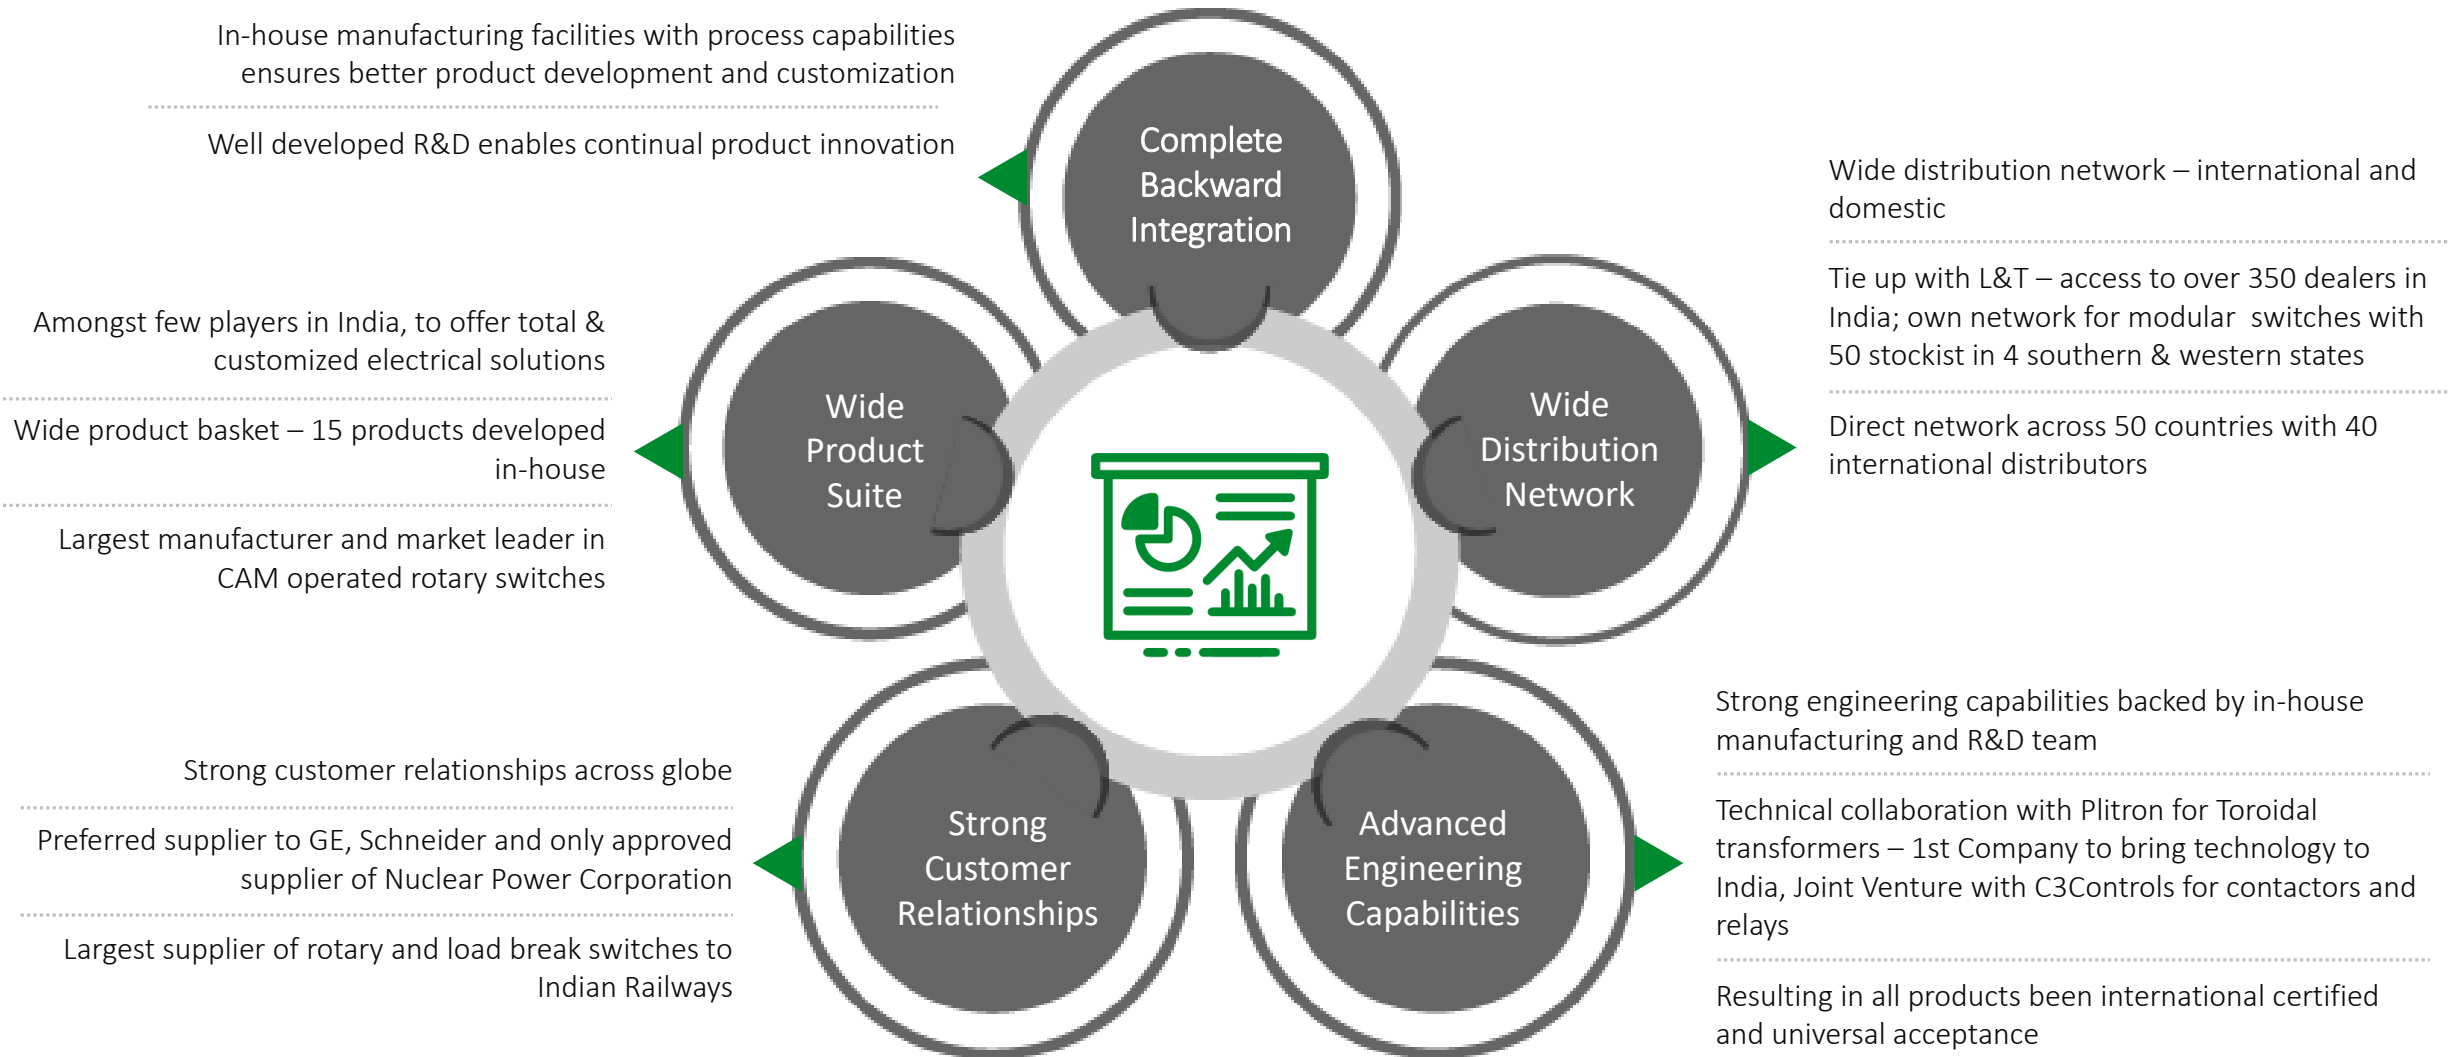 In-house manufacturing facilities with process capabilities
ensures better product development and customization
Well developed R&D enables continual product innovation
Complete
Backward
Integration
Wide distribution network – international and
domestic
Tie up with L&T – access to over 350 dealers in
India; own network for modular  switches with
50 stockist in 4 southern & western states
Direct network across 50 countries with 40
international distributors
Wide
Distribution
Network
Amongst few players in India, to offer total &
customized electrical solutions
Wide product basket – 15 products developed
in-house
Largest manufacturer and market leader in
CAM operated rotary switches
Wide
Product
Suite
Strong customer relationships across globe
Preferred supplier to GE, Schneider and only approved
supplier of Nuclear Power Corporation
Largest supplier of rotary and load break switches to
Indian Railways
Strong
Customer
Relationships
Advanced
Engineering
Capabilities
Strong engineering capabilities backed by in-house
manufacturing and R&D team
Technical collaboration with Plitron for Toroidal
transformers – 1st Company to bring technology to
India, Joint Venture with C3Controls for contactors and
relays
Resulting in all products been international certified
and universal acceptance